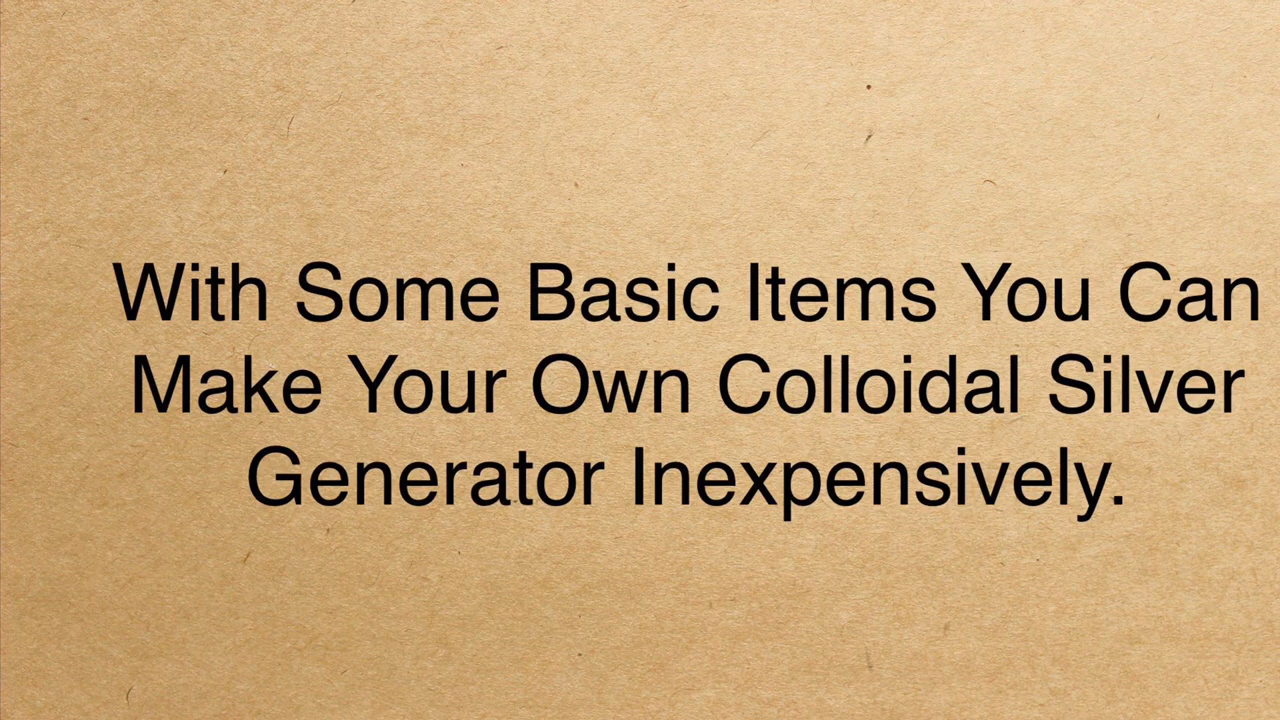 With Some Basic Items You Can
Make Your Own Colloidal Silver
Generator Inexpensively.